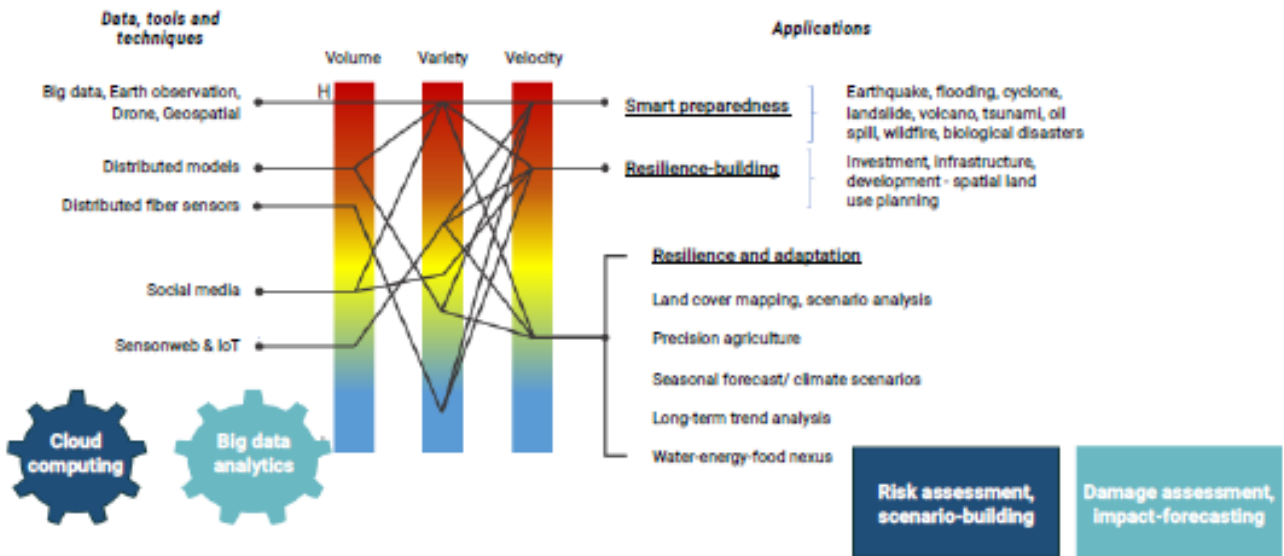 Data, tools and
techniques
Applications
Volume
Variety
Velocity
Big data, Earth observation,
Drone, Geospatial
H
Distributed models
Distributed fiber sensors
Social media
Sensonweb & IoT
H
Cloud
computing
Big data
analytics
Smart preparedness
Earthquake, flooding, cyclone,
landslide, volcano, tsunami, oil
spill, wildfire, biological disasters
Resilience-building
Investment, infrastructure,
development - spatial land
use planning
Resilience and adaptation
Land cover mapping, scenario analysis
Precision agriculture
Seasonal forecast/ climate scenarios
Long-term trend analysis
Water-energy-food nexus
Risk assessment,
scenario-building
Damage assessment,
impact-forecasting